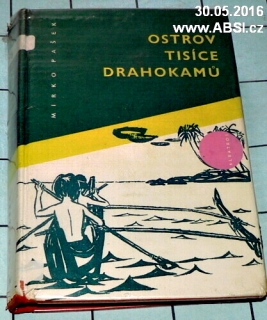 30.05.2016
www.ABSI.cz
OSTROV
TISÍCE
DRAHOKAMŮ
MIRKO PAŠEK